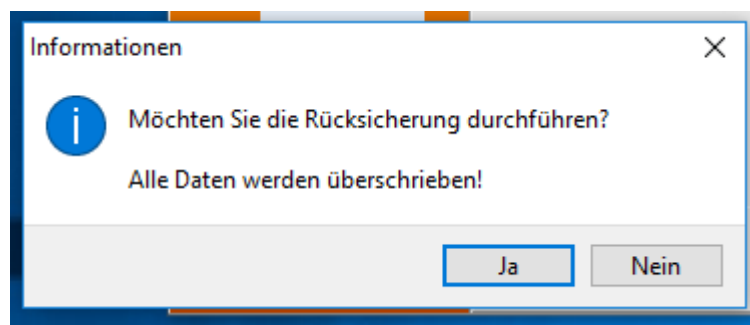 Informationen
Möchten Sie die Rücksicherung durchführen?
Alle Daten werden überschrieben!
Ja
Nein